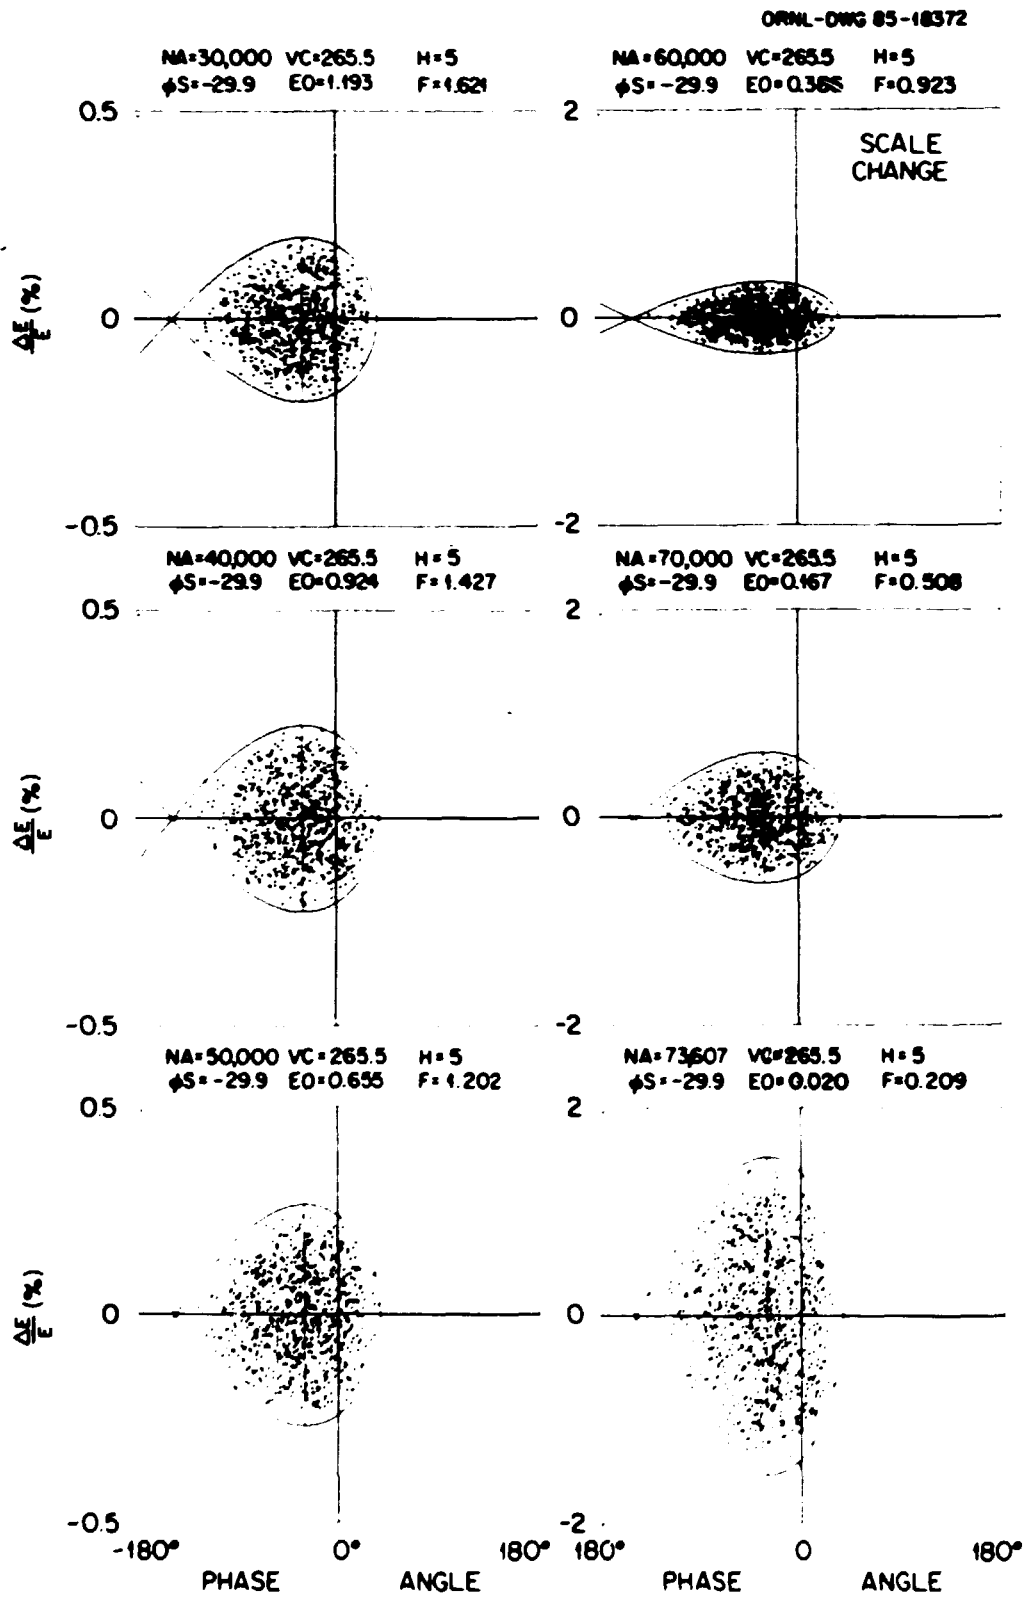 ORNL-DWG 85-18372
NA=30,000 VC=265.5 H=5
φS=-29.9 E0=1.193 F=1.621
0.5
ΔE/E (%)
0
-0.5
NA=60,000 VC=265.5 H=5
φS=-29.9 E0=0.385 F=0.923
2
SCALE
CHANGE
0
-2
NA=40,000 VC=265.5 H=5
φS=-29.9 E0=0.924 F=1.427
0.5
ΔE/E (%)
0
-0.5
NA=70,000 VC=265.5 H=5
φS=-29.9 E0=0.167 F=0.508
2
0
-2
NA=50,000 VC=265.5 H=5
φS=-29.9 E0=0.655 F=1.202
0.5
ΔE/E (%)
0
-0.5
-180° 0° 180°
PHASE ANGLE
NA=73,607 VC=265.5 H=5
φS=-29.9 E0=0.020 F=0.209
2
0
-2
180° 0 180°
PHASE ANGLE